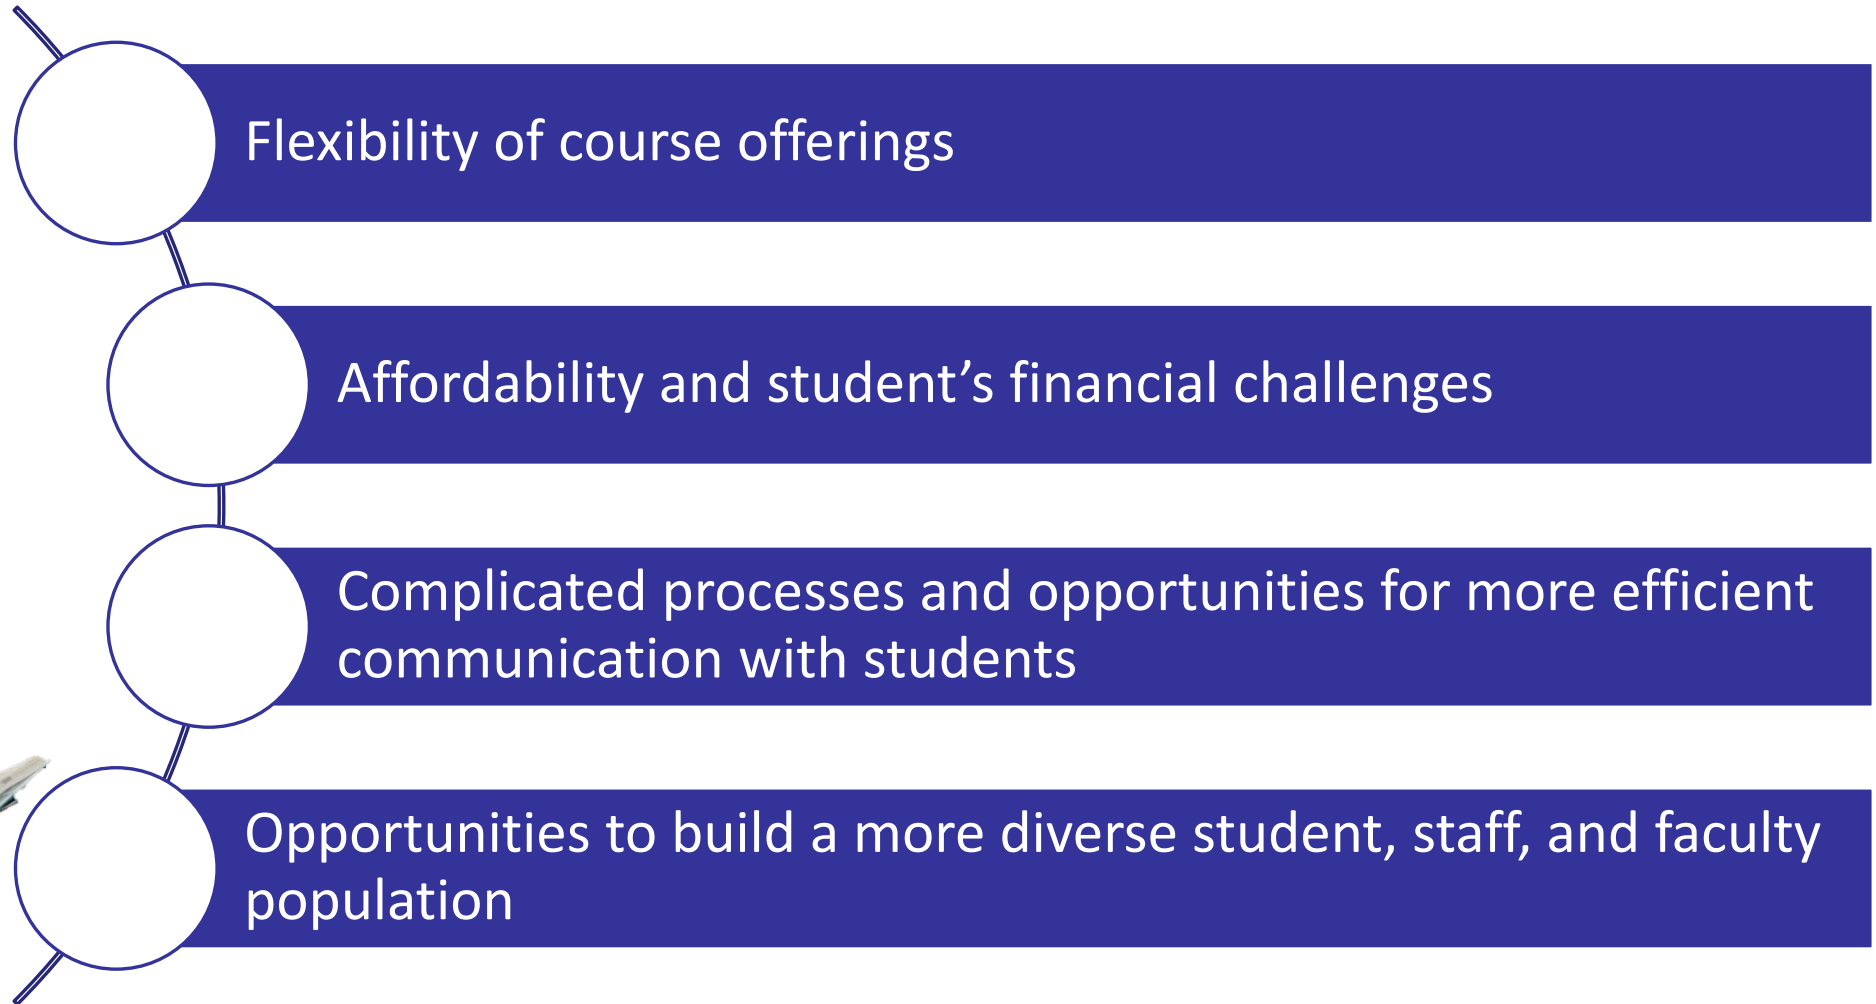 Flexibility of course offerings
Affordability and student’s financial challenges
Complicated processes and opportunities for more efficient
communication with students
Opportunities to build a more diverse student, staff, and faculty
population